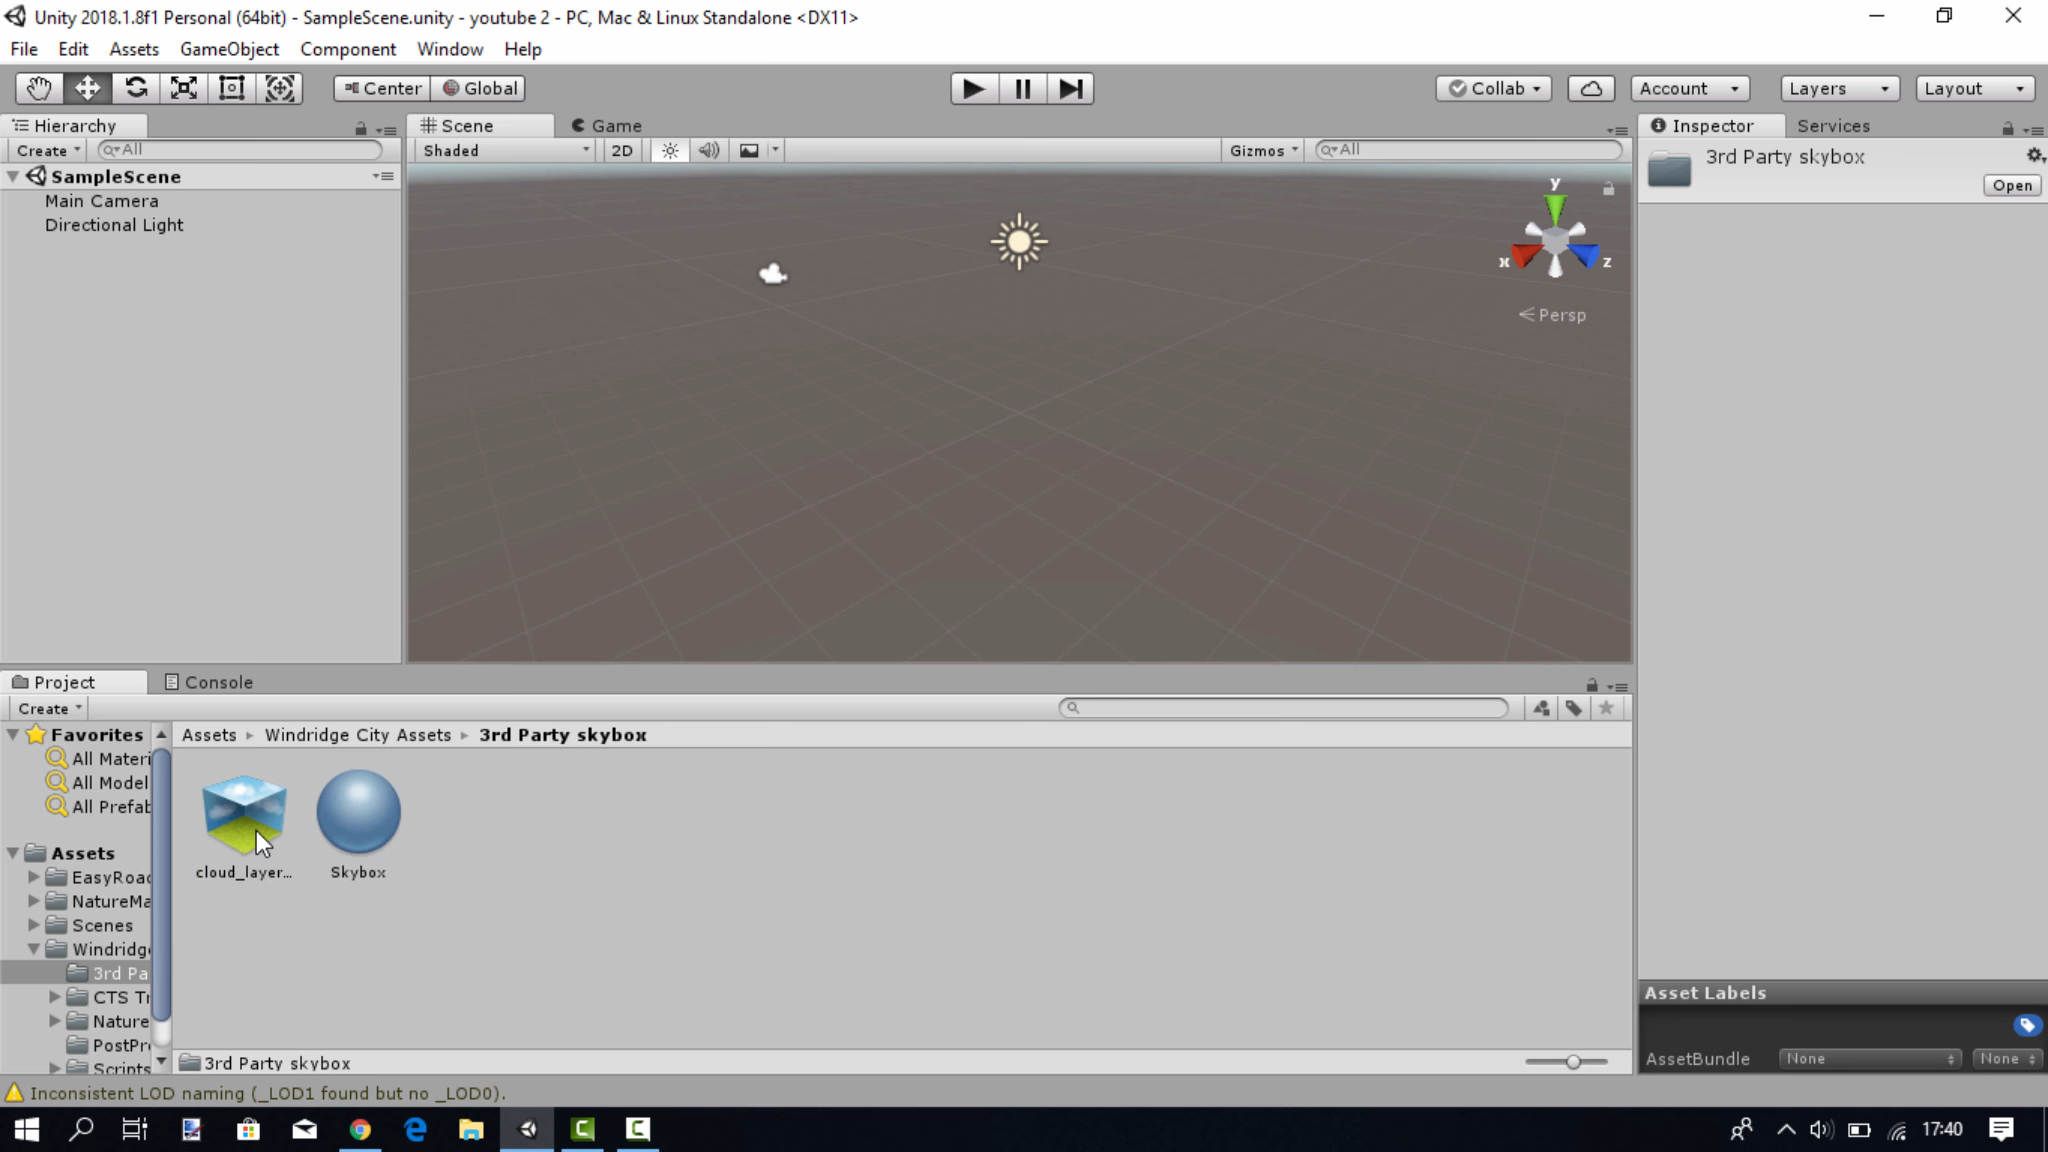 Unity 2018.1.8f1 Personal (64bit) - SampleScene.unity - youtube 2 - PC, Mac & Linux Standalone <DX11>
File Edit Assets GameObject Component Window Help
Center Global Collab Account Layers Layout
Hierarchy
Create All
SampleScene
Main Camera
Directional Light
Scene Game
Shaded 2D Gizmos All
y
x z
Persp
Inspector Services
3rd Party skybox
Open
Project Console
Create
Favorites
All Materi
All Model
All Prefab
Assets
EasyRoad
NatureMa
Scenes
Windridge
3rd Pa
CTS Tr
Nature
PostPr
Scripts
Assets Windridge City Assets 3rd Party skybox
cloud_layer... Skybox
3rd Party skybox
Asset Labels
AssetBundle None None
Inconsistent LOD naming (_LOD1 found but no _LOD0).
17:40